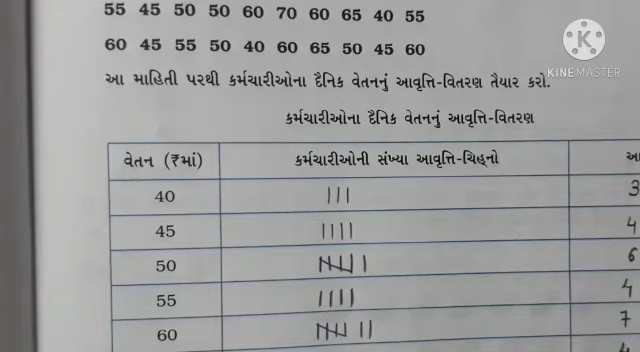 55 45 50 50 60 70 60 65 40 55
60 45 55 50 40 60 65 50 45 60
આ માહિતી પરથી કર્મચારીઓના દૈનિક વેતનનું આવૃત્તિ-વિતરણ તૈયાર કરો.
કર્મચારીઓના દૈનિક વેતનનું આવૃત્તિ-વિતરણ
વેતન (₹માં) કર્મચારીઓની સંખ્યા આવૃત્તિ-ચિહ્નો
40 ||| 3
45 |||| 4
50 𝍸 | 6
55 |||| 4
60 𝍸 || 7
KINEMASTER